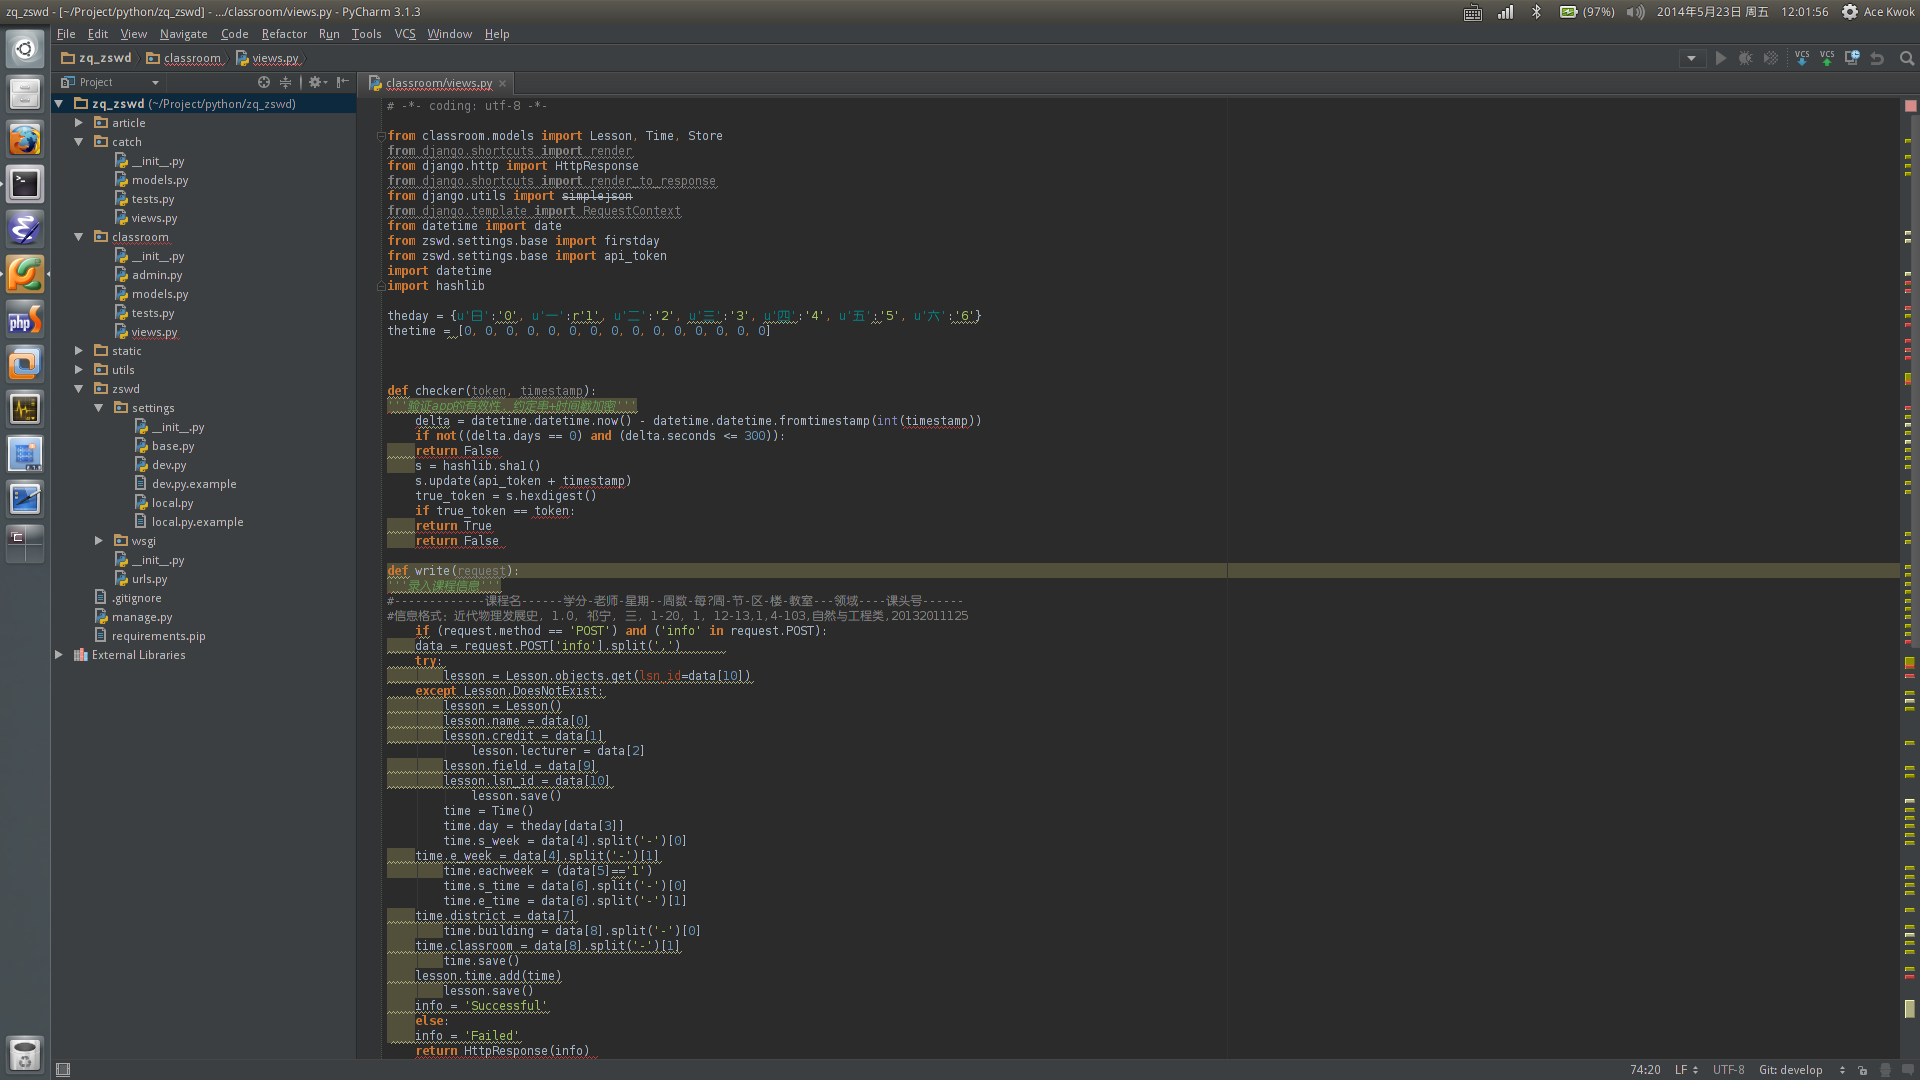 zq_zswd - [~/Project/python/zq_zswd] - .../classroom/views.py - PyCharm 3.1.3
(97%) 2014年5月23日 周五 12:01:56 Ace Kwok
File Edit View Navigate Code Refactor Run Tools VCS Window Help
zq_zswd classroom views.py
VCS VCS
Project
classroom/views.py
zq_zswd (~/Project/python/zq_zswd)
article
catch
__init__.py
models.py
tests.py
views.py
classroom
__init__.py
admin.py
models.py
tests.py
views.py
static
utils
zswd
settings
__init__.py
base.py
dev.py
dev.py.example
local.py
local.py.example
wsgi
__init__.py
urls.py
.gitignore
manage.py
requirements.pip
External Libraries
# -*- coding: utf-8 -*-
from classroom.models import Lesson, Time, Store
from django.shortcuts import render
from django.http import HttpResponse
from django.shortcuts import render_to_response
from django.utils import simplejson
from django.template import RequestContext
from datetime import date
from zswd.settings.base import firstday
from zswd.settings.base import api_token
import datetime
import hashlib
theday = {u'日':'0', u'一':r'1', u'二':'2', u'三':'3', u'四':'4', u'五':'5', u'六':'6'}
thetime = [0, 0, 0, 0, 0, 0, 0, 0, 0, 0, 0, 0, 0, 0, 0]
def checker(token, timestamp):
'''验证app的有效性，约定串+时间戳加密'''
delta = datetime.datetime.now() - datetime.datetime.fromtimestamp(int(timestamp))
if not((delta.days == 0) and (delta.seconds <= 300)):
return False
s = hashlib.sha1()
s.update(api_token + timestamp)
true_token = s.hexdigest()
if true_token == token:
return True
return False
def write(request):
'''录入课程信息'''
#-------------课程名------学分-老师-星期--周数-每?周-节-区-楼-教室---领域----课头号------
#信息格式: 近代物理发展史, 1.0, 祁宁, 三, 1-20, 1, 12-13,1,4-103,自然与工程类,20132011125
if (request.method == 'POST') and ('info' in request.POST):
data = request.POST['info'].split(',')
try:
lesson = Lesson.objects.get(lsn_id=data[10])
except Lesson.DoesNotExist:
lesson = Lesson()
lesson.name = data[0]
lesson.credit = data[1]
lesson.lecturer = data[2]
lesson.field = data[9]
lesson.lsn_id = data[10]
lesson.save()
time = Time()
time.day = theday[data[3]]
time.s_week = data[4].split('-')[0]
time.e_week = data[4].split('-')[1]
time.eachweek = (data[5]=='1')
time.s_time = data[6].split('-')[0]
time.e_time = data[6].split('-')[1]
time.district = data[7]
time.building = data[8].split('-')[0]
time.classroom = data[8].split('-')[1]
time.save()
lesson.time.add(time)
lesson.save()
info = 'Successful'
else:
info = 'Failed'
return HttpResponse(info)
74:20 LF UTF-8 Git: develop